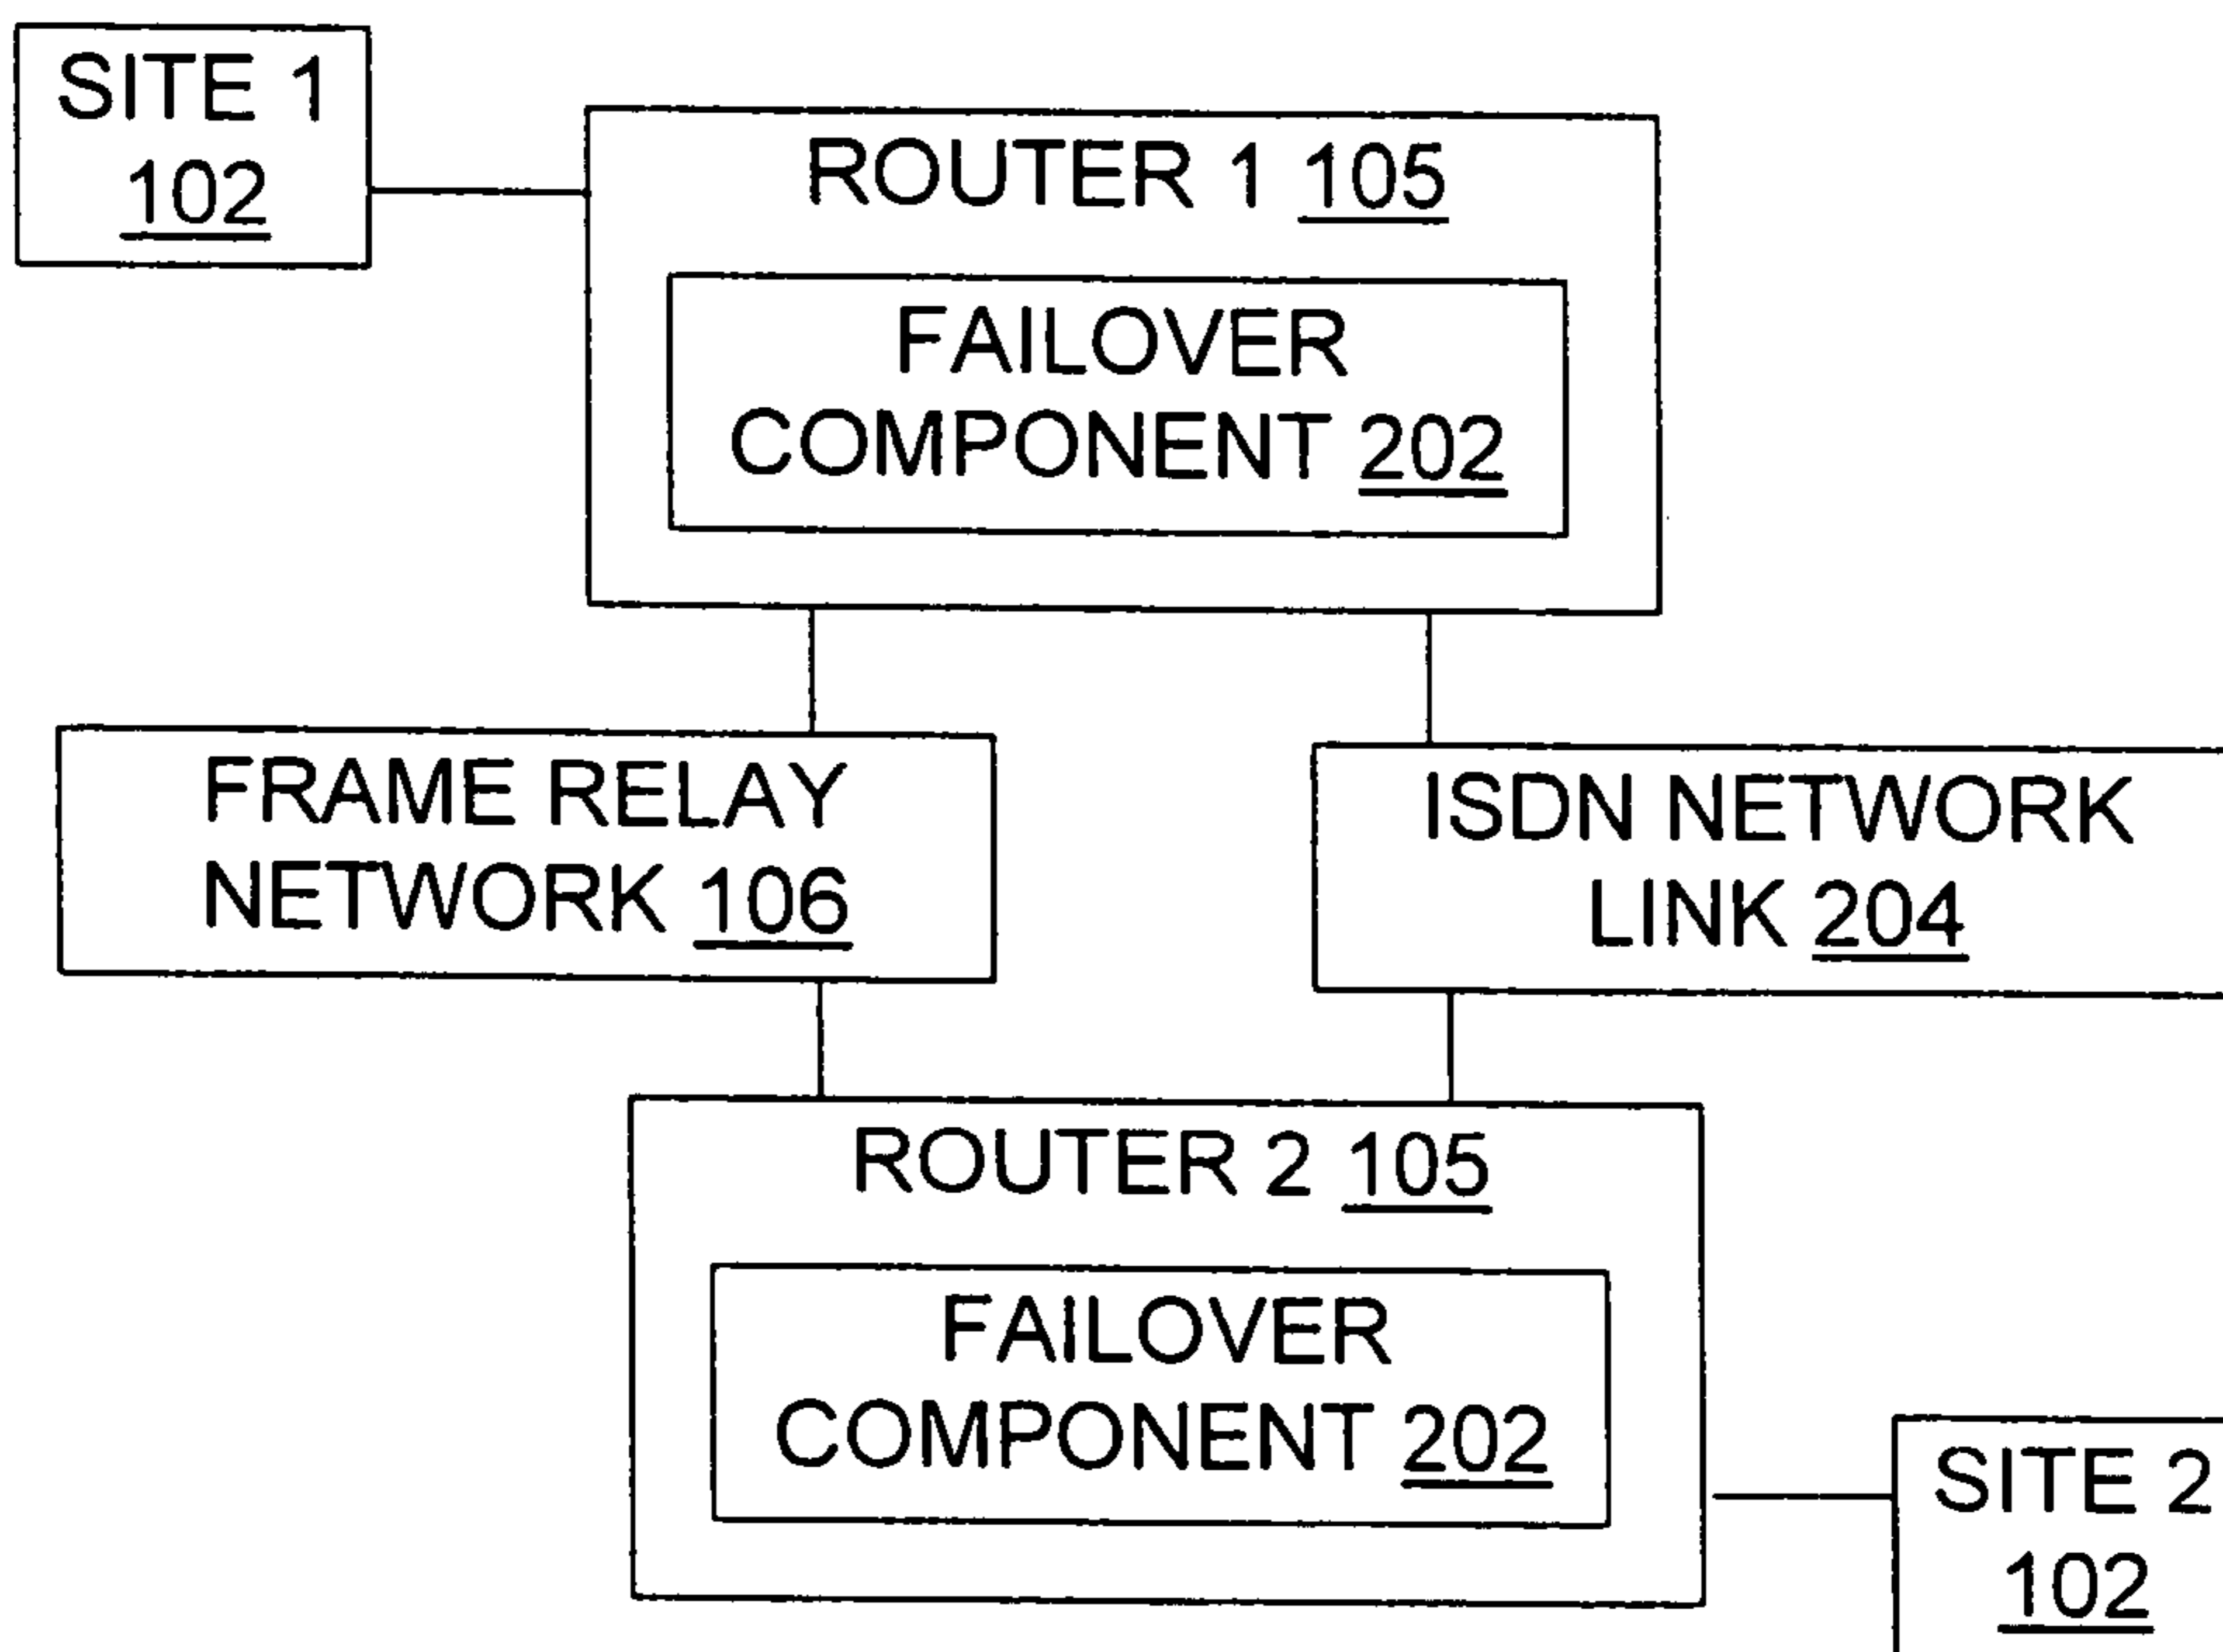 SITE 1
102
ROUTER 1 105
FAILOVER
COMPONENT 202
FRAME RELAY
NETWORK 106
ISDN NETWORK
LINK 204
ROUTER 2 105
FAILOVER
COMPONENT 202
SITE 2
102